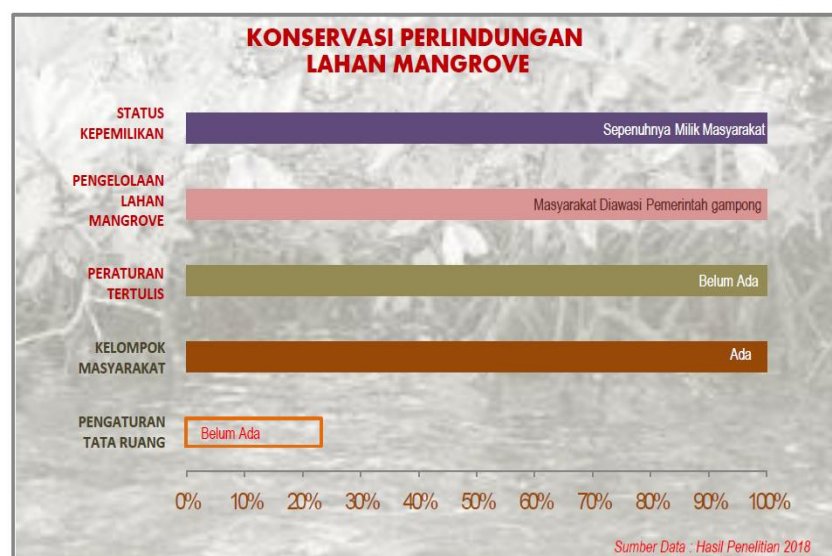 KONSERVASI PERLINDUNGAN
LAHAN MANGROVE
STATUS
KEPEMILIKAN
Sepenuhnya Milik Masyarakat
PENGELOLAAN
LAHAN
MANGROVE
Masyarakat Diawasi Pemerintah gampong
PERATURAN
TERTULIS
Belum Ada
KELOMPOK
MASYARAKAT
Ada
PENGATURAN
TATA RUANG
Belum Ada
0% 10% 20% 30% 40% 50% 60% 70% 80% 90% 100%
Sumber Data : Hasil Penelitian 2018